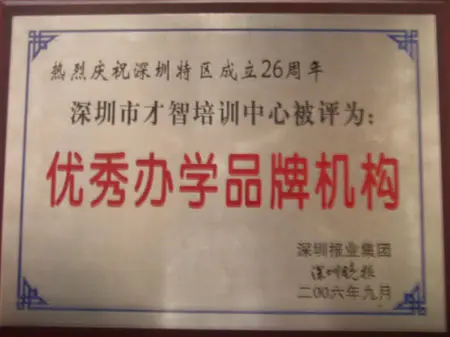 热烈庆祝深圳特区成立26周年
深圳市才智培训中心被评为:
优秀办学品牌机构
深圳报业集团
深圳晚报
二00六年九月